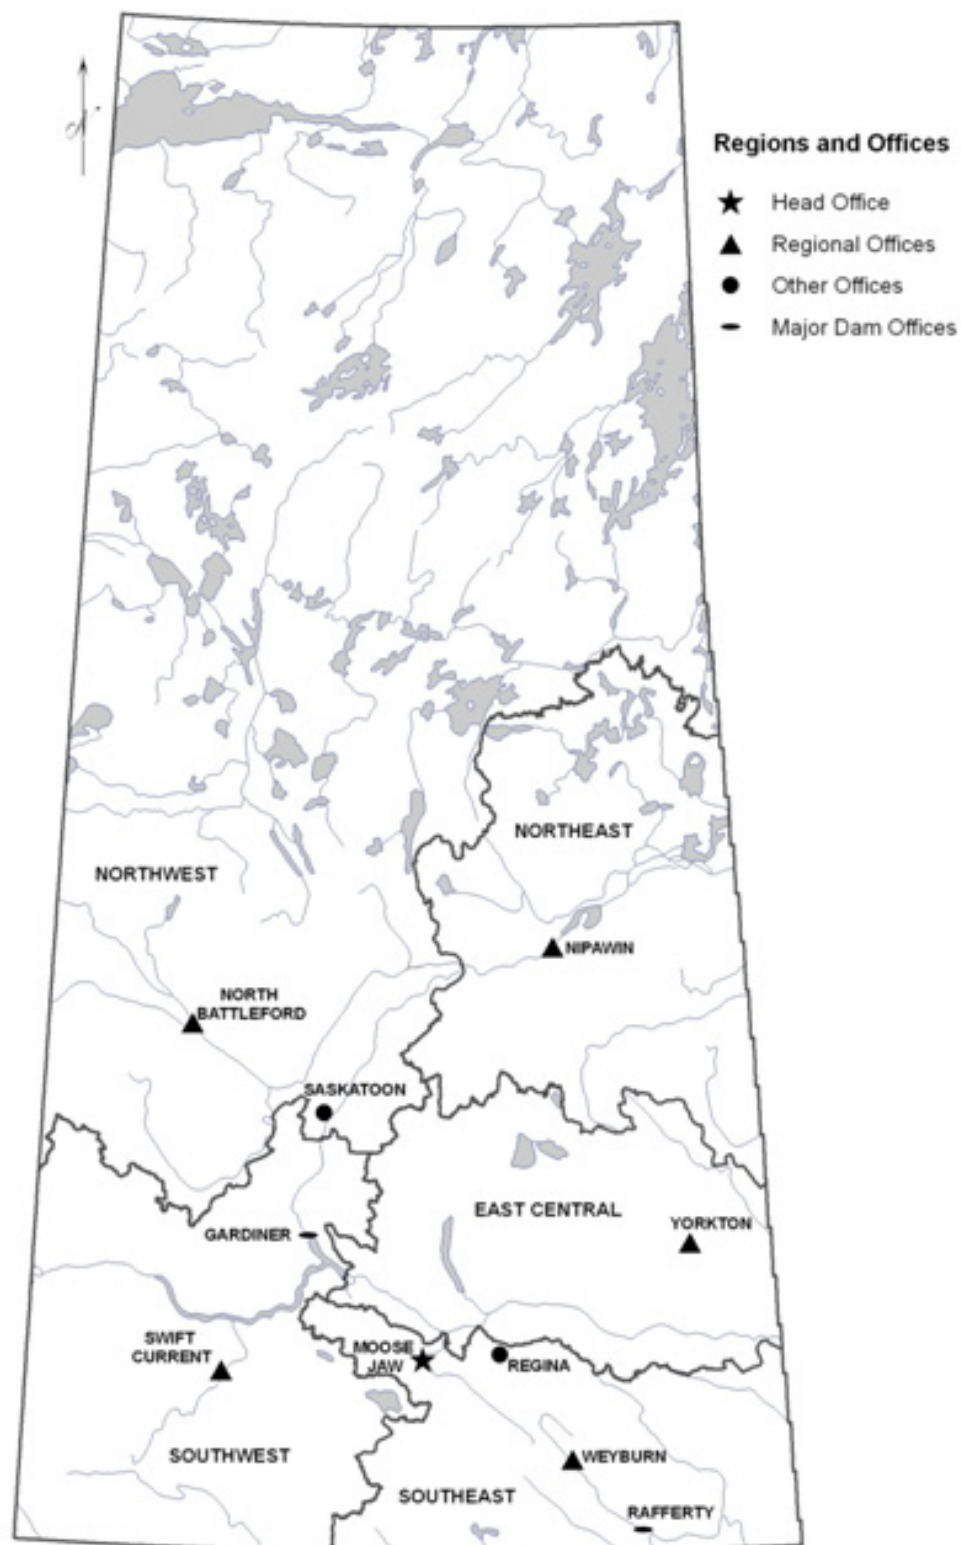 Regions and Offices
Head Office
Regional Offices
Other Offices
Major Dam Offices
NORTHEAST
NORTHWEST
NIPAWIN
NORTH
BATTLEFORD
SASKATOON
EAST CENTRAL
YORKTON
GARDINER
SWIFT
CURRENT
MOOSE
JAW
REGINA
SOUTHWEST
WEYBURN
SOUTHEAST
RAFFERTY